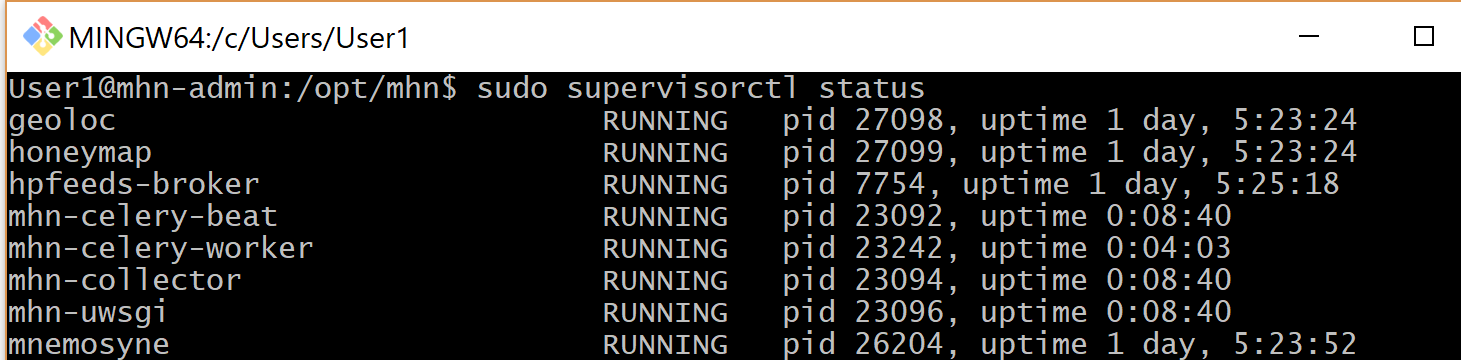 MINGW64:/c/Users/User1
User1@mhn-admin:/opt/mhn$ sudo supervisorctl status
geoloc                           RUNNING   pid 27098, uptime 1 day, 5:23:24
honeymap                         RUNNING   pid 27099, uptime 1 day, 5:23:24
hpfeeds-broker                   RUNNING   pid 7754, uptime 1 day, 5:25:18
mhn-celery-beat                  RUNNING   pid 23092, uptime 0:08:40
mhn-celery-worker                RUNNING   pid 23242, uptime 0:04:03
mhn-collector                    RUNNING   pid 23094, uptime 0:08:40
mhn-uwsgi                        RUNNING   pid 23096, uptime 0:08:40
mnemosyne                        RUNNING   pid 26204, uptime 1 day, 5:23:52